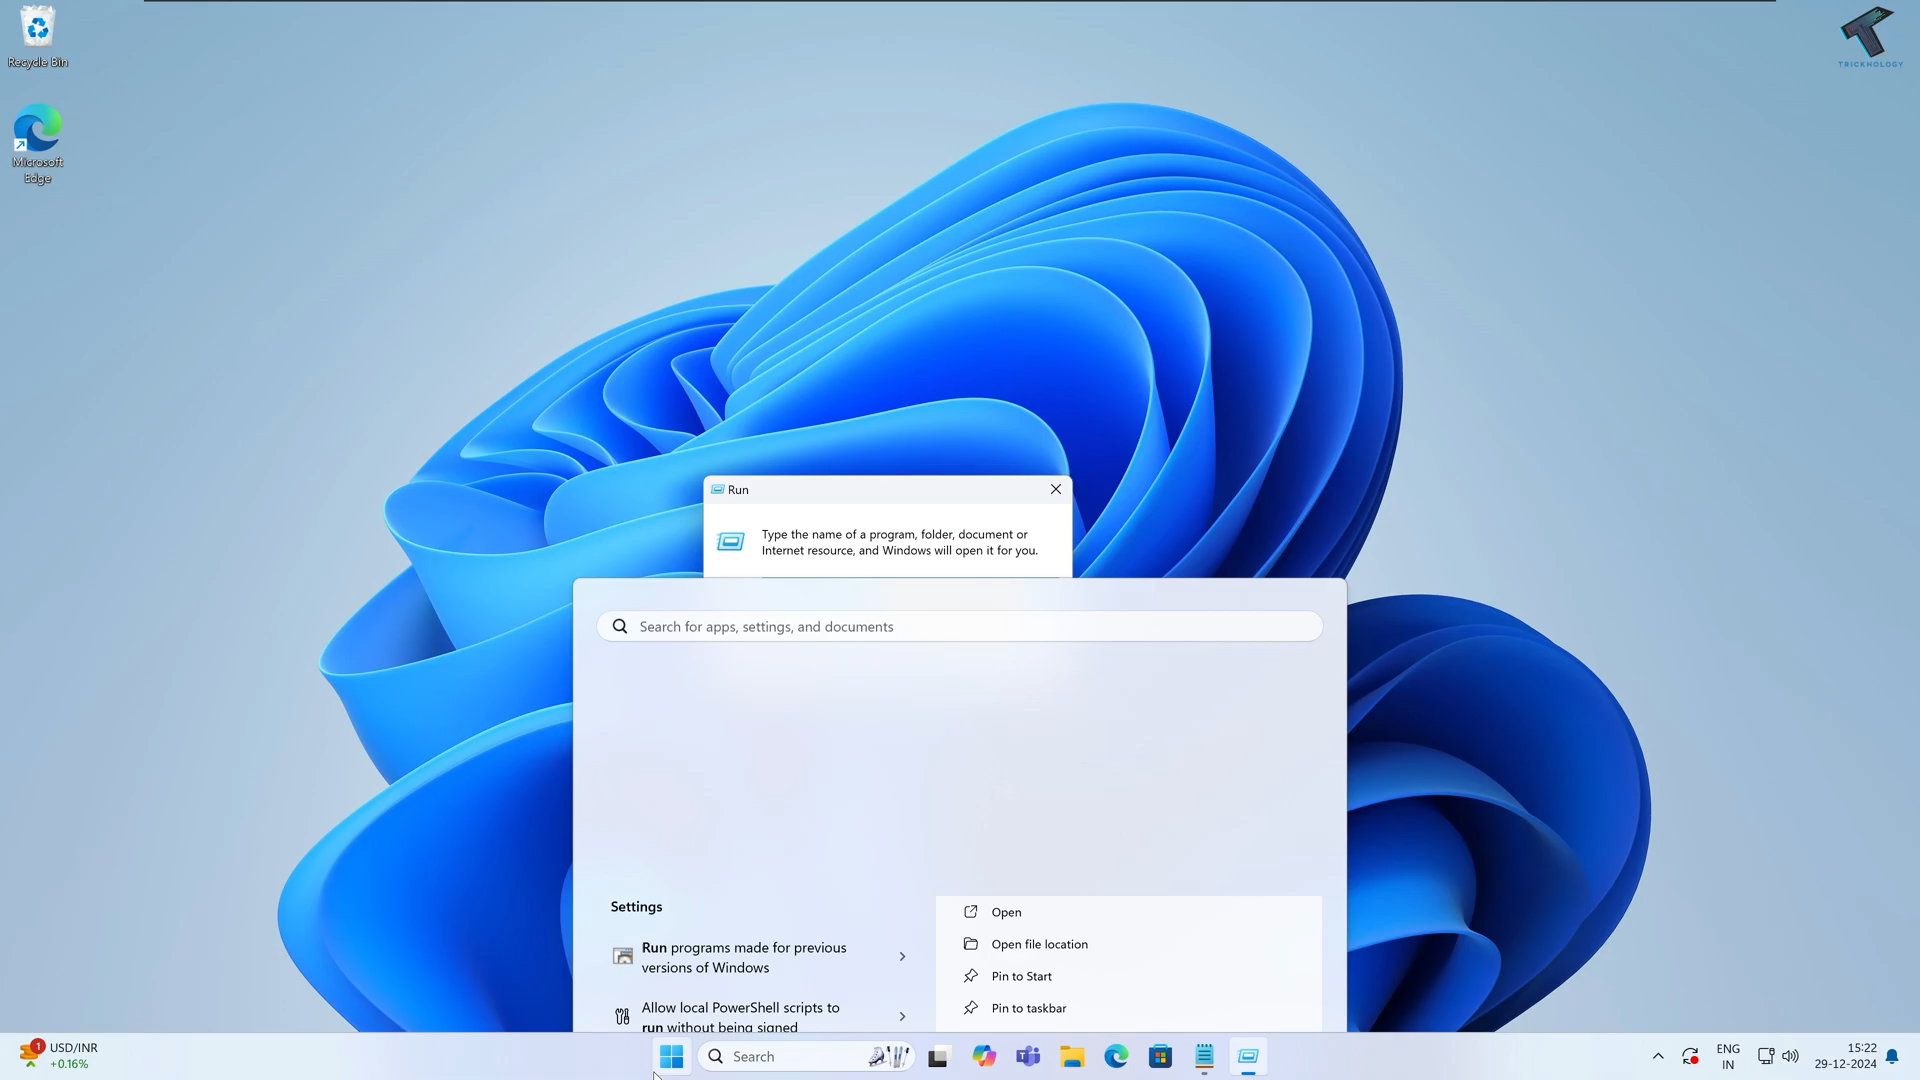 Recycle Bin
Microsoft
Edge
TRICKNOLOGY
Run
Type the name of a program, folder, document or
Internet resource, and Windows will open it for you.
Search for apps, settings, and documents
Settings
Run programs made for previous
versions of Windows
Allow local PowerShell scripts to
run without being signed
Open
Open file location
Pin to Start
Pin to taskbar
1
USD/INR
+0.16%
Search
ENG
IN
15:22
29-12-2024